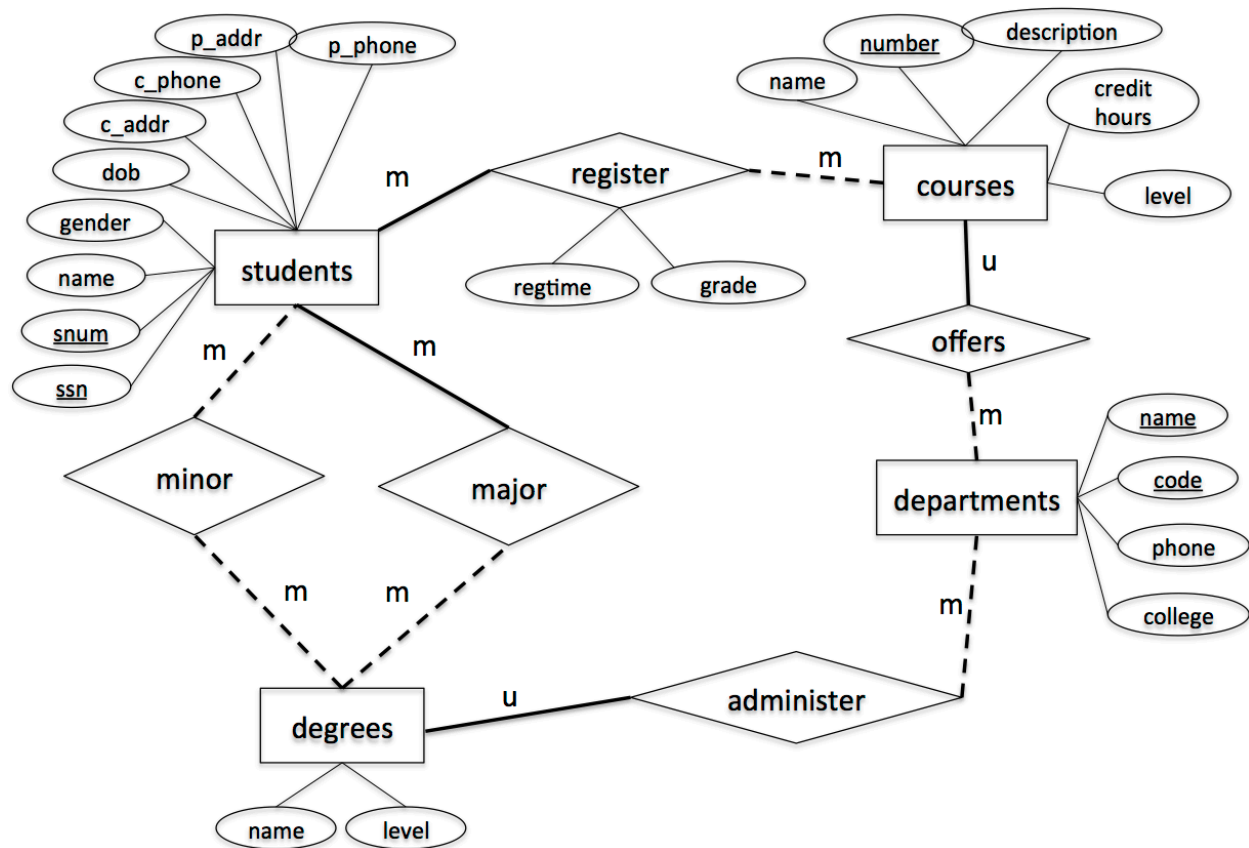 p_addr
p_phone
c_phone
c_addr
dob
gender
name
snum
ssn
students
m
register
m
regtime
grade
number
description
name
credit
hours
level
courses
u
offers
m
name
code
phone
college
departments
m
m
minor
major
m
m
m
administer
u
degrees
name
level